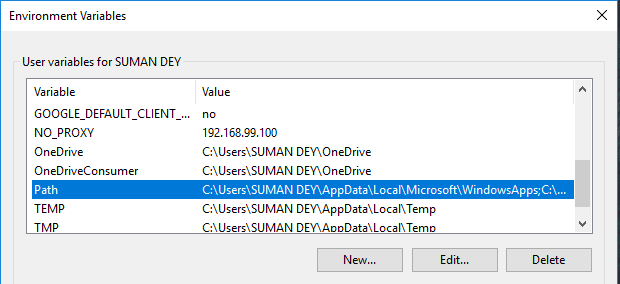 Environment Variables
User variables for SUMAN DEY
Variable Value
GOOGLE_DEFAULT_CLIENT_... no
NO_PROXY 192.168.99.100
OneDrive C:\Users\SUMAN DEY\OneDrive
OneDriveConsumer C:\Users\SUMAN DEY\OneDrive
Path C:\Users\SUMAN DEY\AppData\Local\Microsoft\WindowsApps;C:\...
TEMP C:\Users\SUMAN DEY\AppData\Local\Temp
TMP C:\Users\SUMAN DEY\AppData\Local\Temp
New... Edit... Delete